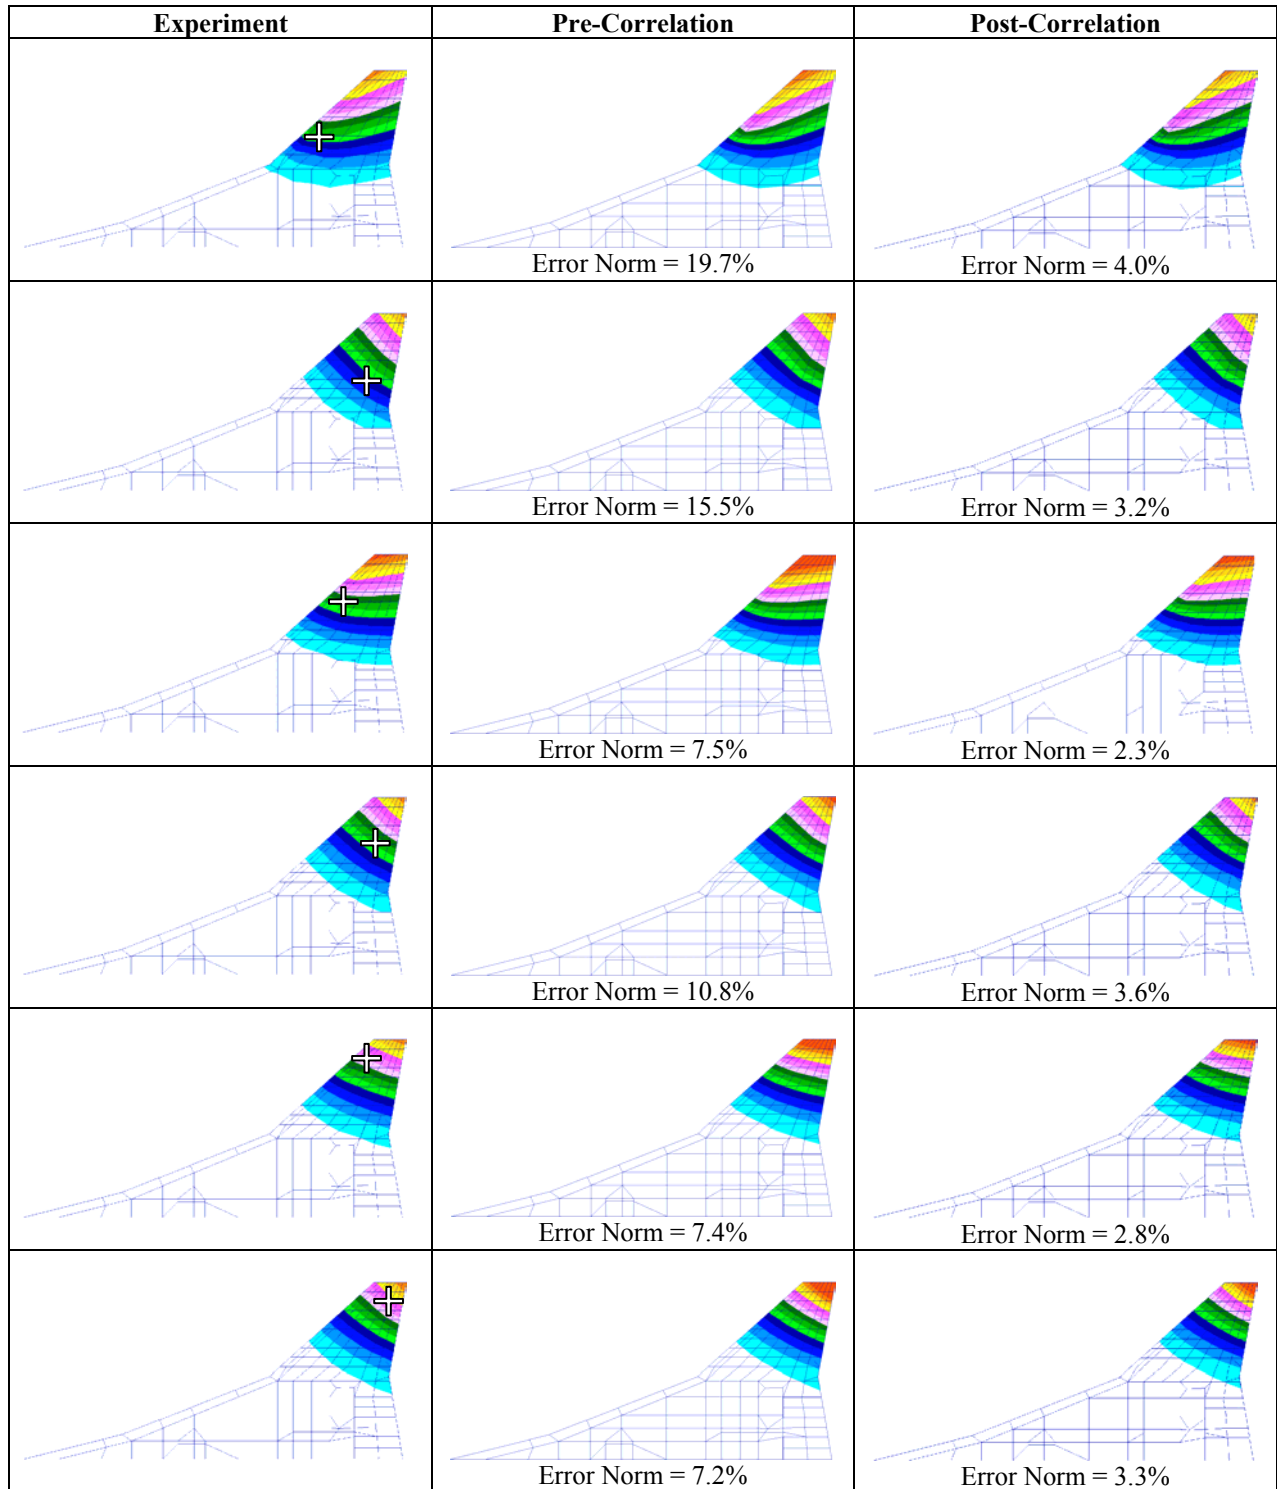 Experiment Pre-Correlation Post-Correlation
Error Norm = 19.7% Error Norm = 4.0%
Error Norm = 15.5% Error Norm = 3.2%
Error Norm = 7.5% Error Norm = 2.3%
Error Norm = 10.8% Error Norm = 3.6%
Error Norm = 7.4% Error Norm = 2.8%
Error Norm = 7.2% Error Norm = 3.3%